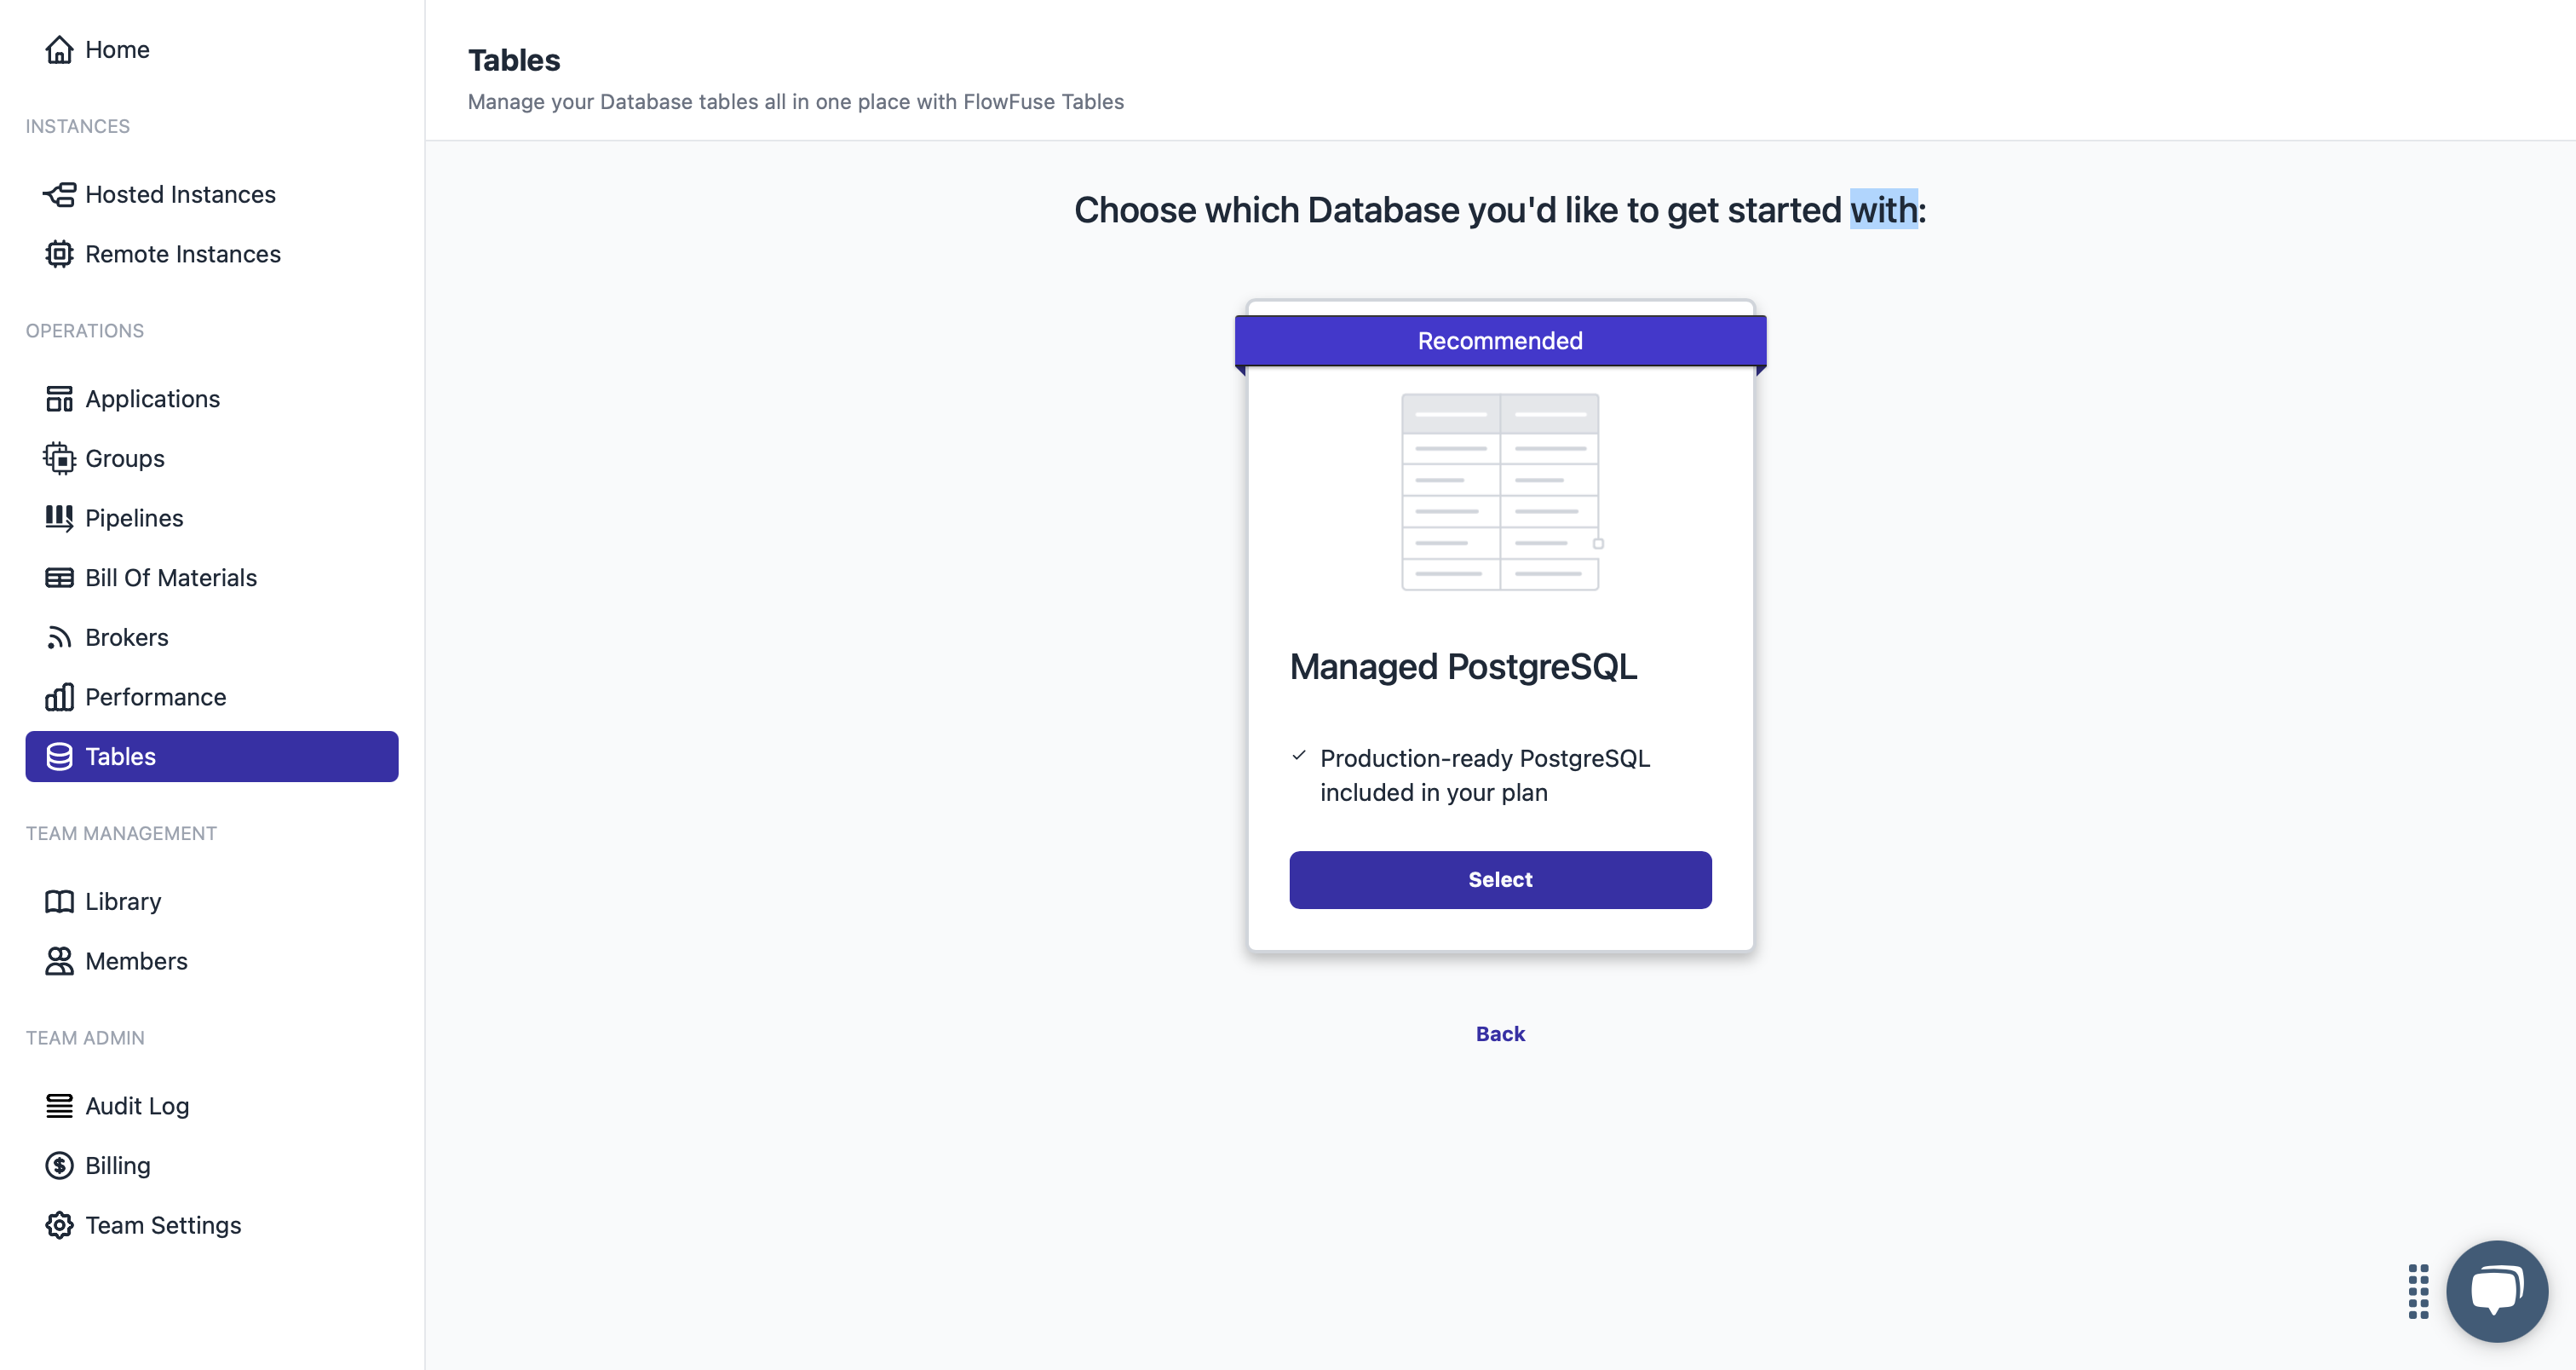 Home
INSTANCES
Hosted Instances
Remote Instances
OPERATIONS
Applications
Groups
Pipelines
Bill Of Materials
Brokers
Performance
Tables
TEAM MANAGEMENT
Library
Members
TEAM ADMIN
Audit Log
Billing
Team Settings
Tables
Manage your Database tables all in one place with FlowFuse Tables
Choose which Database you'd like to get started with:
Recommended
Managed PostgreSQL
Production-ready PostgreSQL
included in your plan
Select
Back